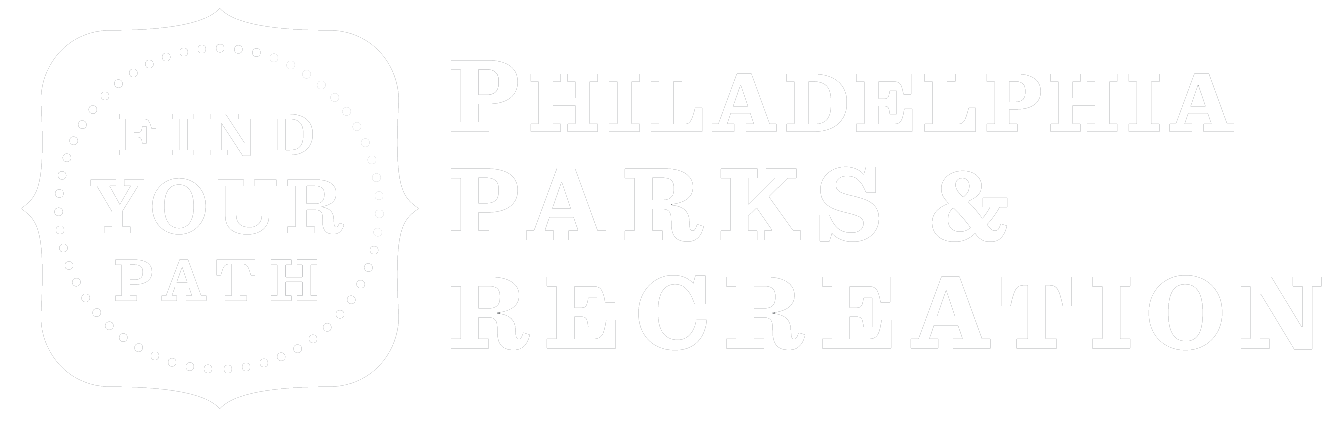 FIND
YOUR
PATH
PHILADELPHIA
PARKS &
RECREATION